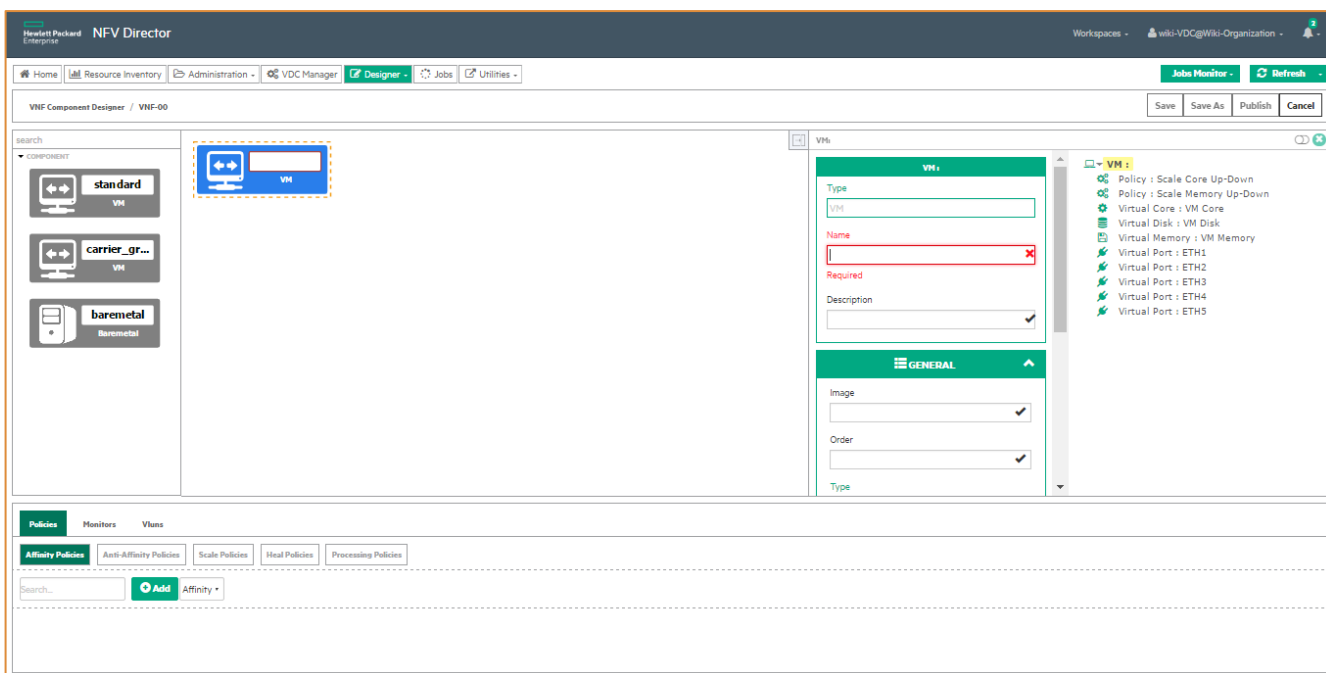 Hewlett Packard
Enterprise
NFV Director
Workspaces
wiki-VDC@Wiki-Organization
2
Home
Resource Inventory
Administration
VDC Manager
Designer
Jobs
Utilities
Jobs Monitor
Refresh
VNF Component Designer / VNF-00
Save
Save As
Publish
Cancel
search
COMPONENT
standard
VM
carrier_gr...
VM
baremetal
Baremetal
VM
VM:
VM :
Type
VM
Name
Required
Description
GENERAL
Image
Order
Type
VM :
Policy : Scale Core Up-Down
Policy : Scale Memory Up-Down
Virtual Core : VM Core
Virtual Disk : VM Disk
Virtual Memory : VM Memory
Virtual Port : ETH1
Virtual Port : ETH2
Virtual Port : ETH3
Virtual Port : ETH4
Virtual Port : ETH5
Policies
Monitors
Vluns
Affinity Policies
Anti-Affinity Policies
Scale Policies
Heal Policies
Processing Policies
Search...
Add
Affinity